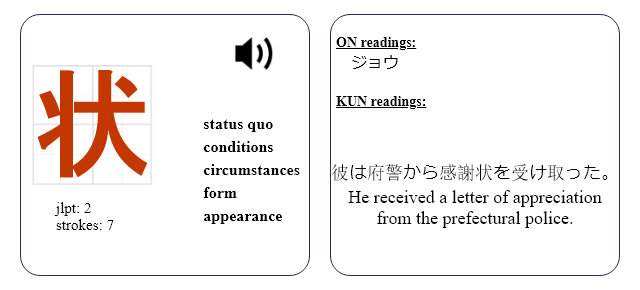 状
status quo
conditions
circumstances
form
appearance
jlpt: 2
strokes: 7
ON readings:
ジョウ
KUN readings:
彼は府警から感謝状を受け取った。
He received a letter of appreciation
from the prefectural police.